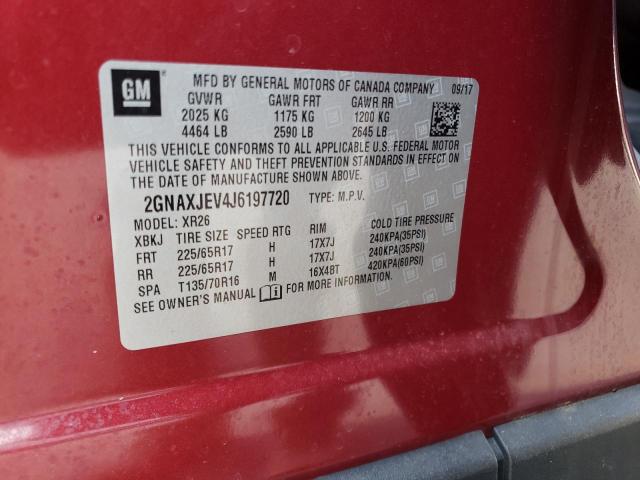 GM
MFD BY GENERAL MOTORS OF CANADA COMPANY 09/17
GVWR GAWR FRT GAWR RR
2025 KG 1175 KG 1200 KG
4464 LB 2590 LB 2645 LB
THIS VEHICLE CONFORMS TO ALL APPLICABLE U.S. FEDERAL MOTOR
VEHICLE SAFETY AND THEFT PREVENTION STANDARDS IN EFFECT ON
THE DATE OF MANUFACTURE SHOWN ABOVE.
2GNAXJEV4J6197720 TYPE: M.P.V.
MODEL: XR26
XBKJ TIRE SIZE SPEED RTG RIM COLD TIRE PRESSURE
FRT 225/65R17 H 17X7J 240KPA(35PSI)
RR 225/65R17 H 17X7J 240KPA(35PSI)
SPA T135/70R16 M 16X4BT 420KPA(60PSI)
SEE OWNER'S MANUAL FOR MORE INFORMATION.